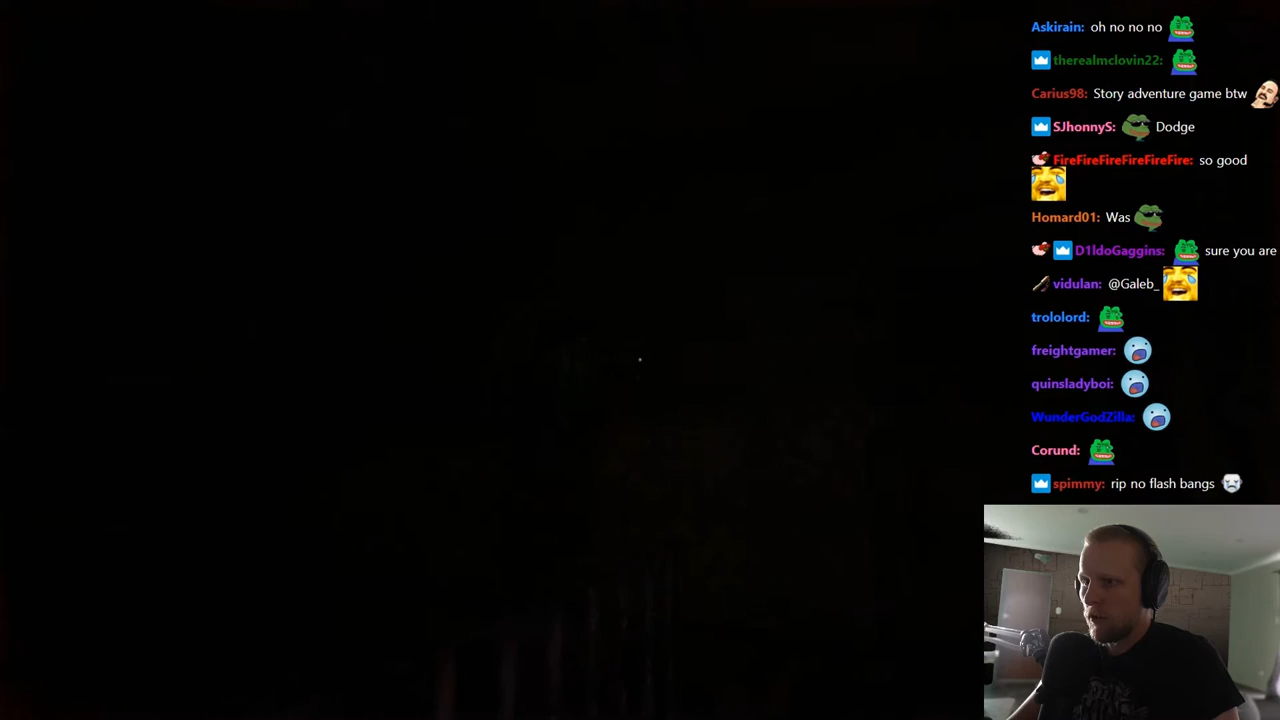 Askirain: oh no no no
therealmclovin22:
Carius98: Story adventure game btw
SJhonnyS: Dodge
FireFireFireFireFireFire: so good
Homard01: Was
D1ldoGaggins: sure you are
vidulan: @Galeb_
trololord:
freightgamer:
quinsladyboi:
WunderGodZilla:
Corund:
spimmy: rip no flash bangs